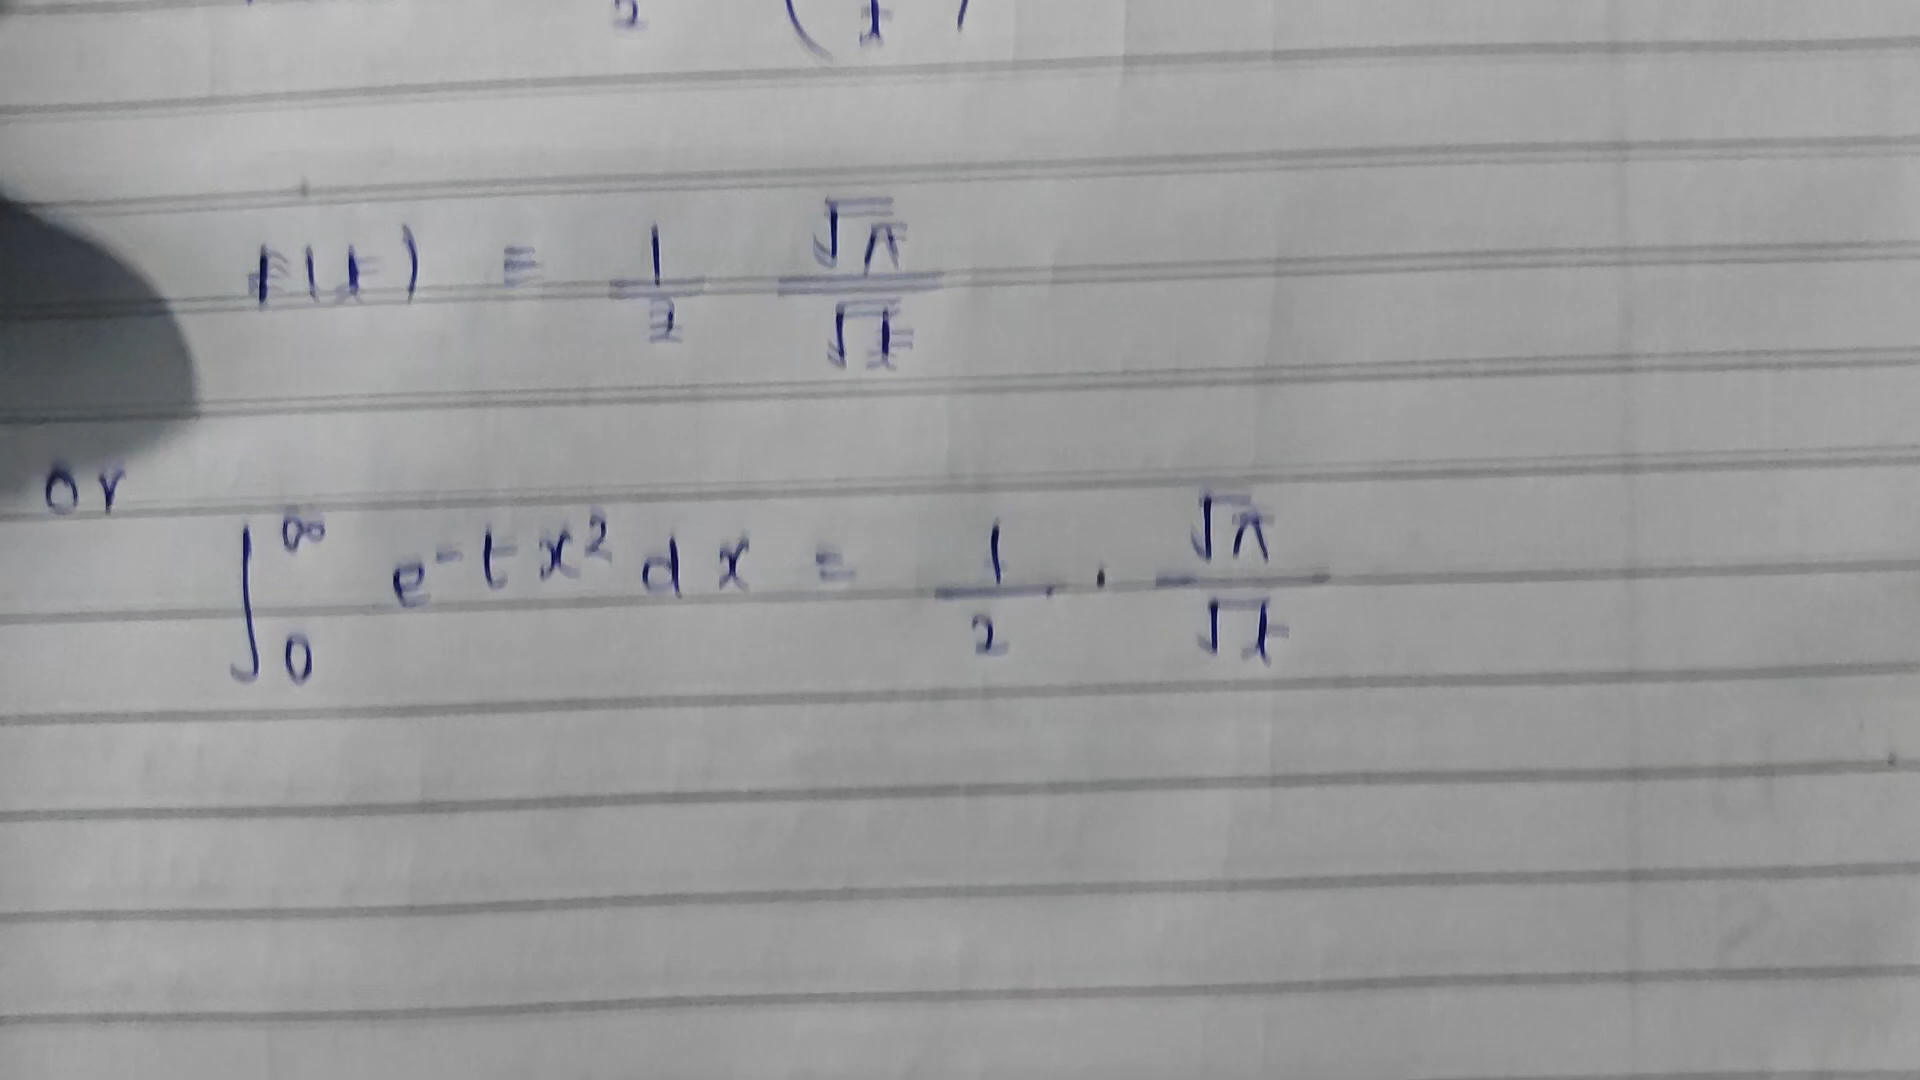 F(t) = 1/2 √π/√t
or
∫₀^∞ e^-tx² dx = 1/2 · √π/√t